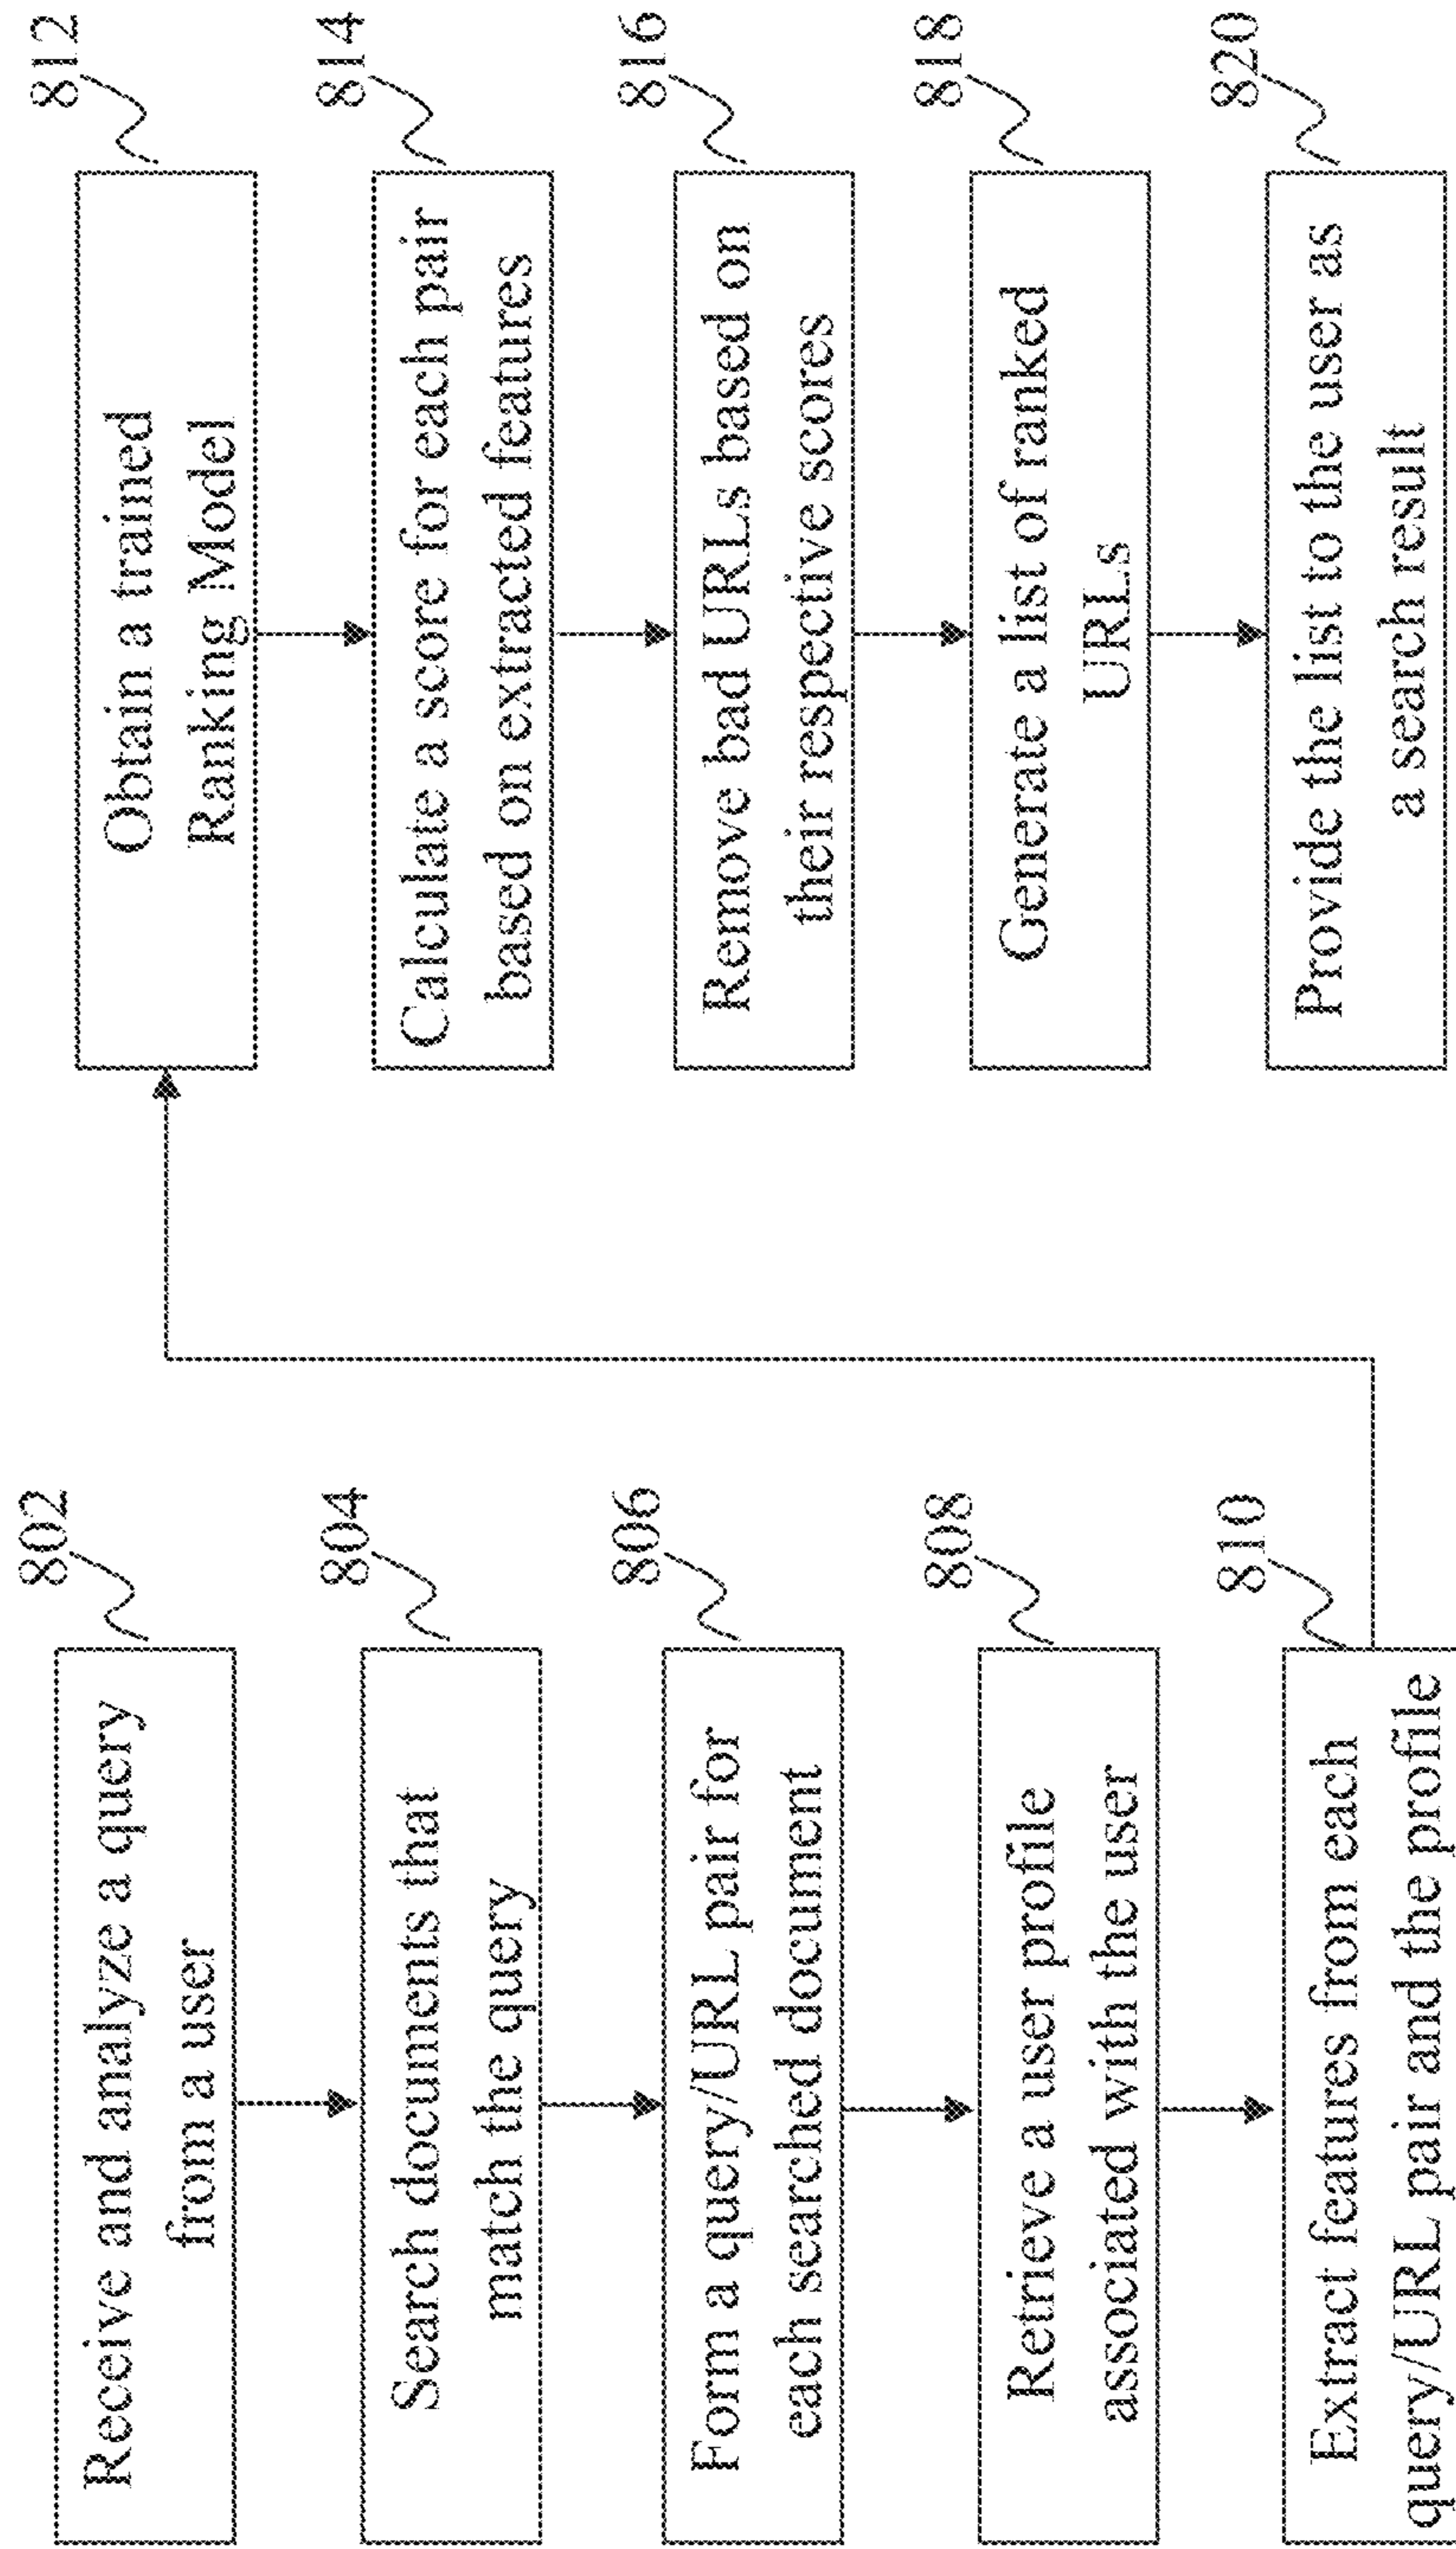 802
Receive and analyze a query
from a user
804
Search documents that
match the query
806
Form a query/URL pair for
each searched document
808
Retrieve a user profile
associated with the user
810
Extract features from each
query/URL pair and the profile
812
Obtain a trained
Ranking Model
814
Calculate a score for each pair
based on extracted features
816
Remove bad URLs based on
their respective scores
818
Generate a list of ranked
URLs
820
Provide the list to the user as
a search result